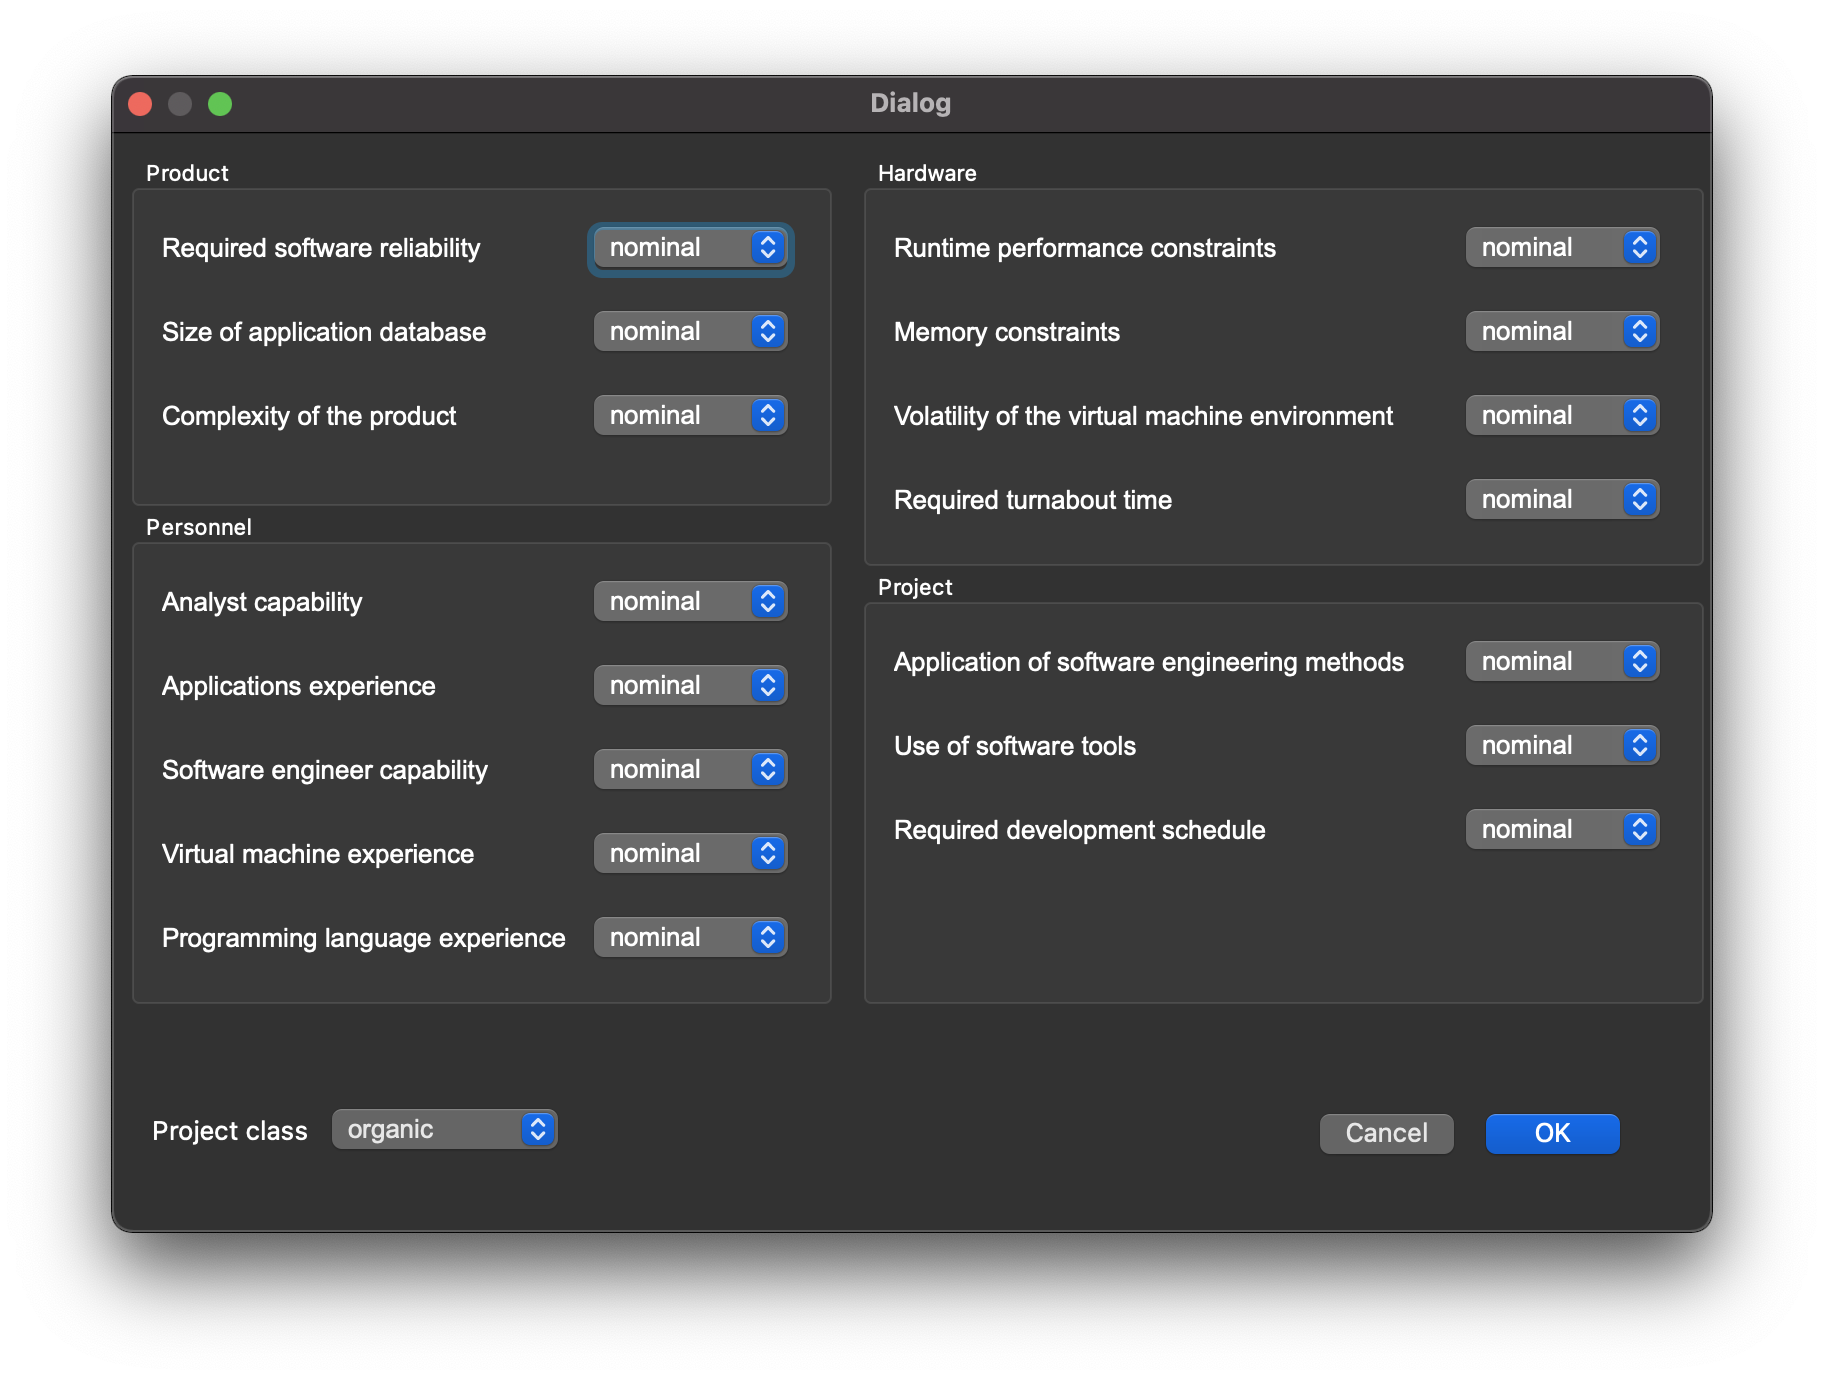 Dialog
Product
Required software reliability nominal
Size of application database nominal
Complexity of the product nominal
Personnel
Analyst capability nominal
Applications experience nominal
Software engineer capability nominal
Virtual machine experience nominal
Programming language experience nominal
Hardware
Runtime performance constraints nominal
Memory constraints nominal
Volatility of the virtual machine environment nominal
Required turnabout time nominal
Project
Application of software engineering methods nominal
Use of software tools nominal
Required development schedule nominal
Project class organic
Cancel OK